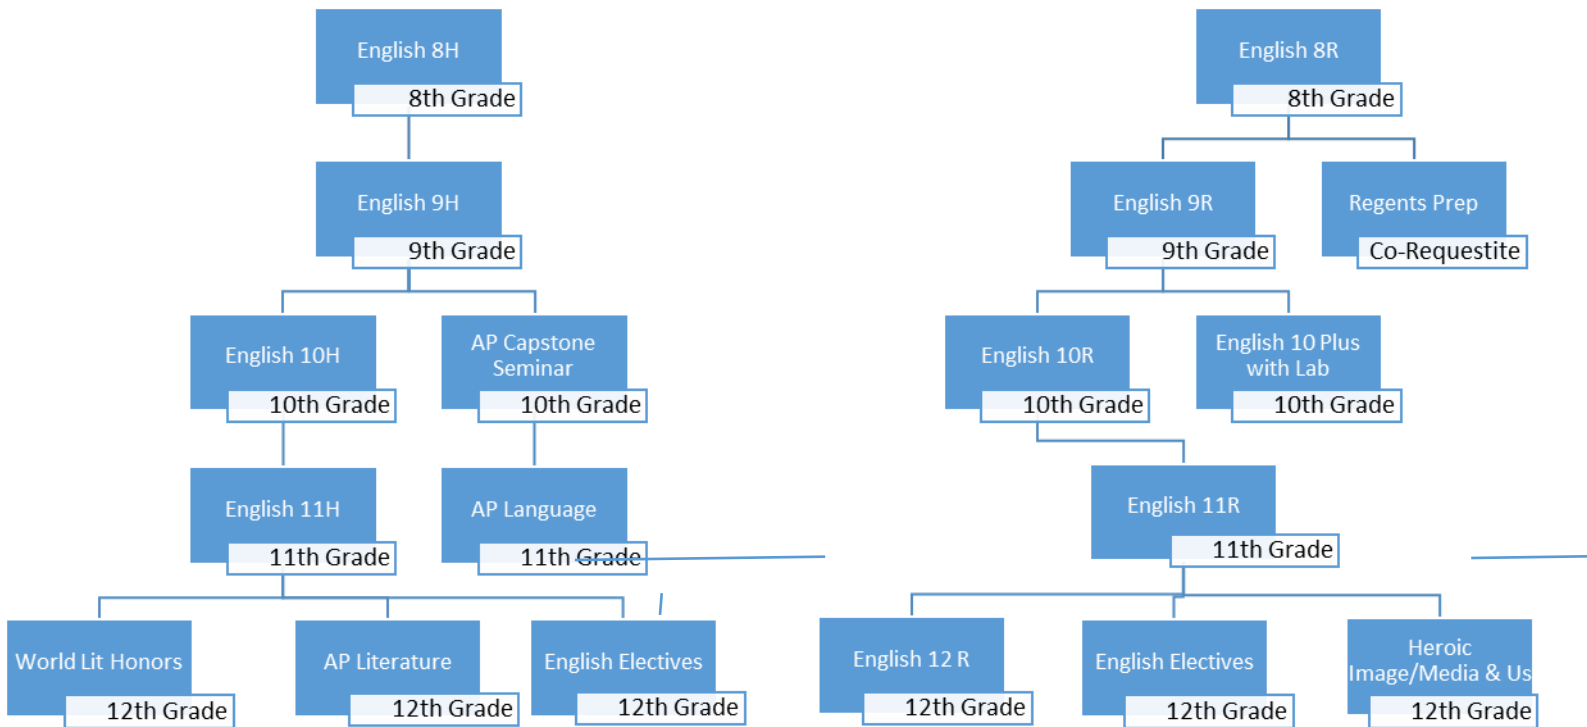 English 8H
8th Grade
English 8R
8th Grade
English 9H
9th Grade
English 9R
9th Grade
Regents Prep
Co-Requestite
English 10H
10th Grade
AP Capstone
Seminar
10th Grade
English 10R
10th Grade
English 10 Plus
with Lab
10th Grade
English 11H
11th Grade
AP Language
11th Grade
English 11R
11th Grade
World Lit Honors
12th Grade
AP Literature
12th Grade
English Electives
12th Grade
English 12 R
12th Grade
English Electives
12th Grade
Heroic
Image/Media & Us
12th Grade